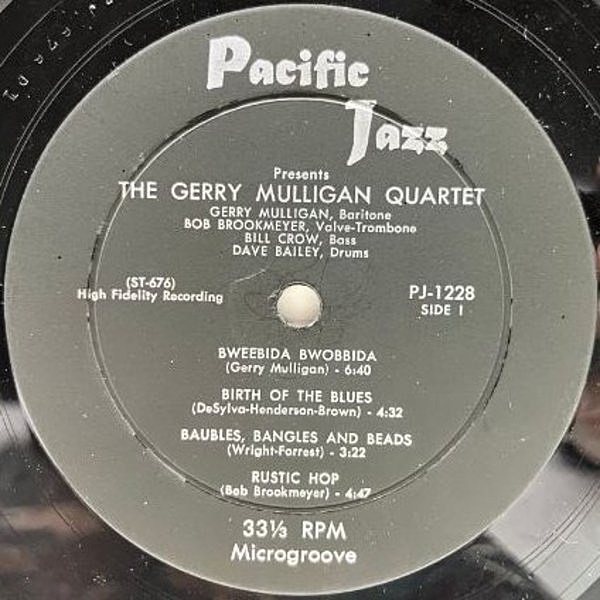 Pacific
Jazz
Presents
THE GERRY MULLIGAN QUARTET
GERRY MULLIGAN, Baritone
BOB BROOKMEYER, Valve-Trombone
BILL CROW, Bass
DAVE BAILEY, Drums
(ST-676)
High Fidelity Recording
PJ-1228
SIDE 1
BWEEBIDA BWOBBIDA
(Gerry Mulligan) - 6:40
BIRTH OF THE BLUES
(DeSylva-Henderson-Brown) - 4:32
BAUBLES, BANGLES AND BEADS
(Wright-Forrest) - 3:22
RUSTIC HOP
(Bob Brookmeyer) - 4:47
33⅓ RPM
Microgroove